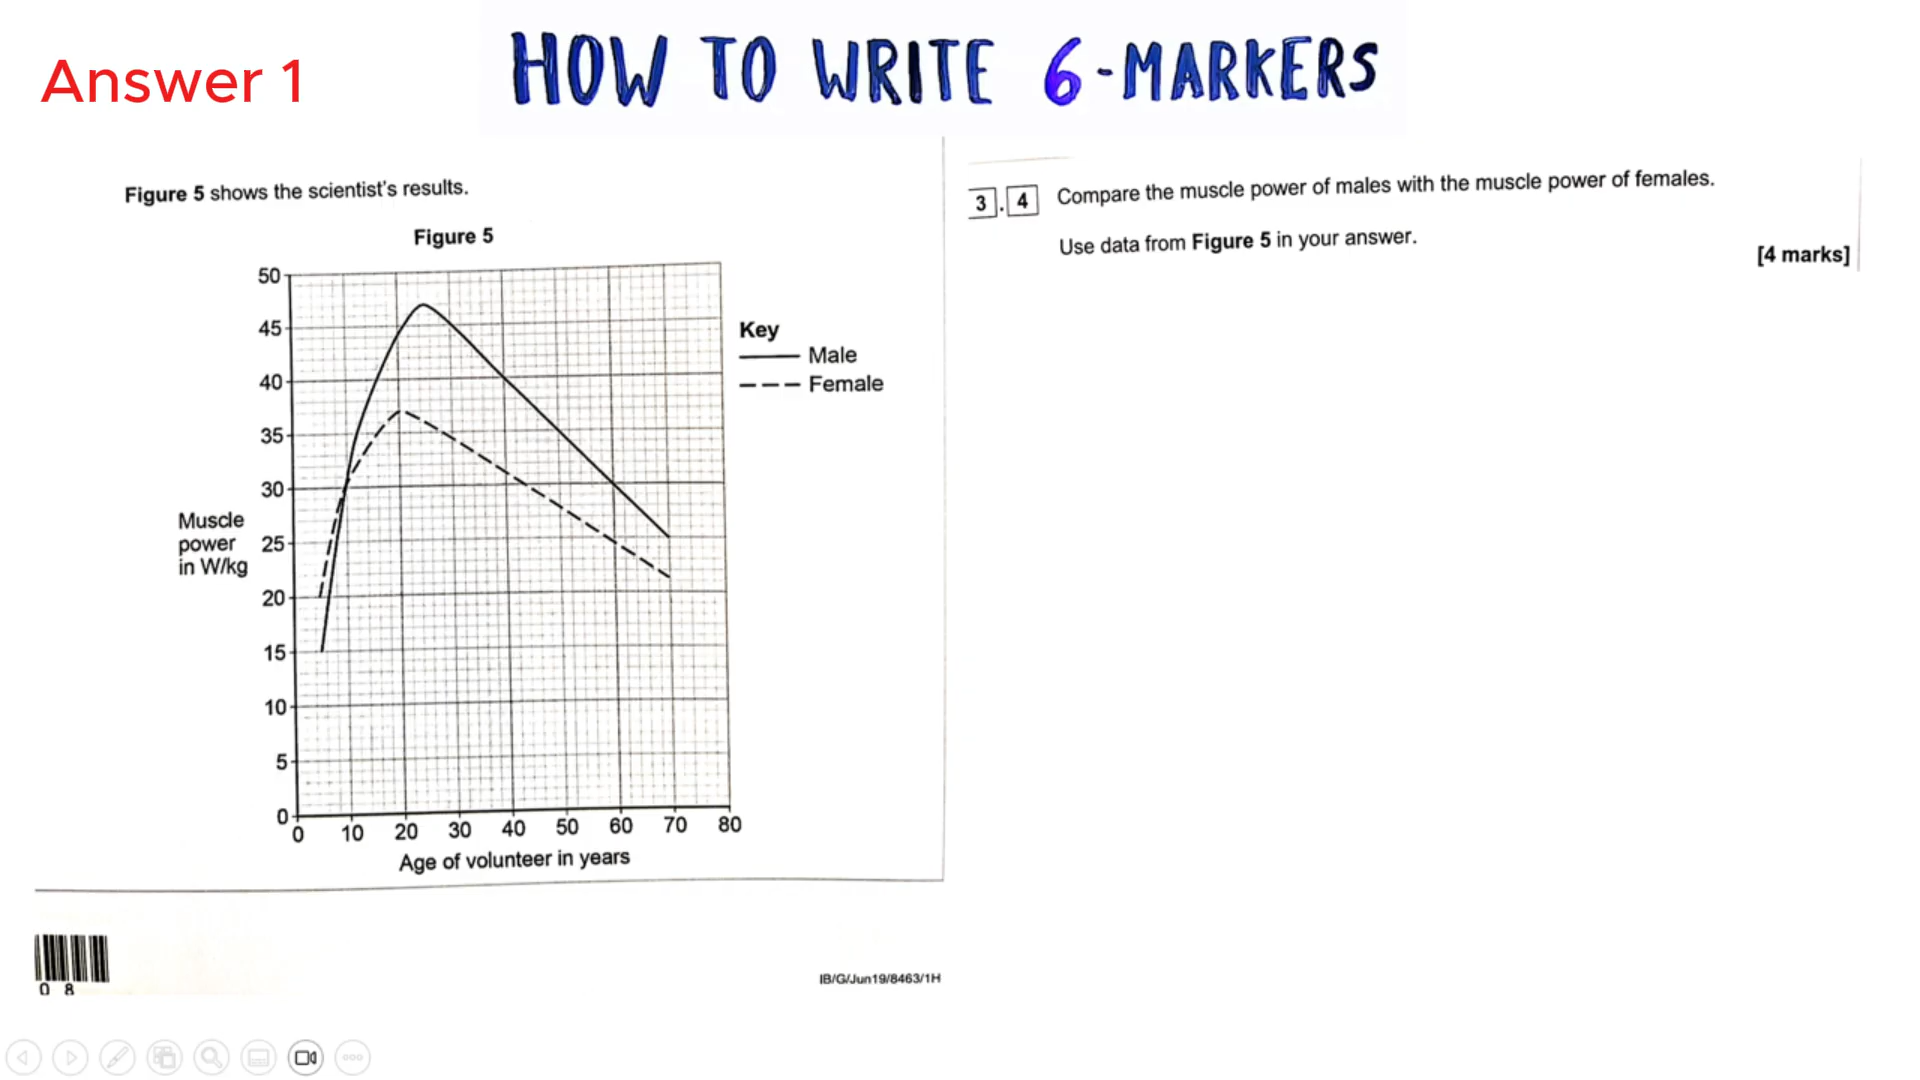 Answer 1
HOW TO WRITE 6-MARKERS
Figure 5 shows the scientist's results.
Figure 5
50
45
40
35
30
25
20
15
10
5
0
Muscle
power
in W/kg
0 10 20 30 40 50 60 70 80
Age of volunteer in years
Key
Male
Female
0 8
IB/G/Jun19/8463/1H
3 . 4 Compare the muscle power of males with the muscle power of females.
Use data from Figure 5 in your answer.
[4 marks]